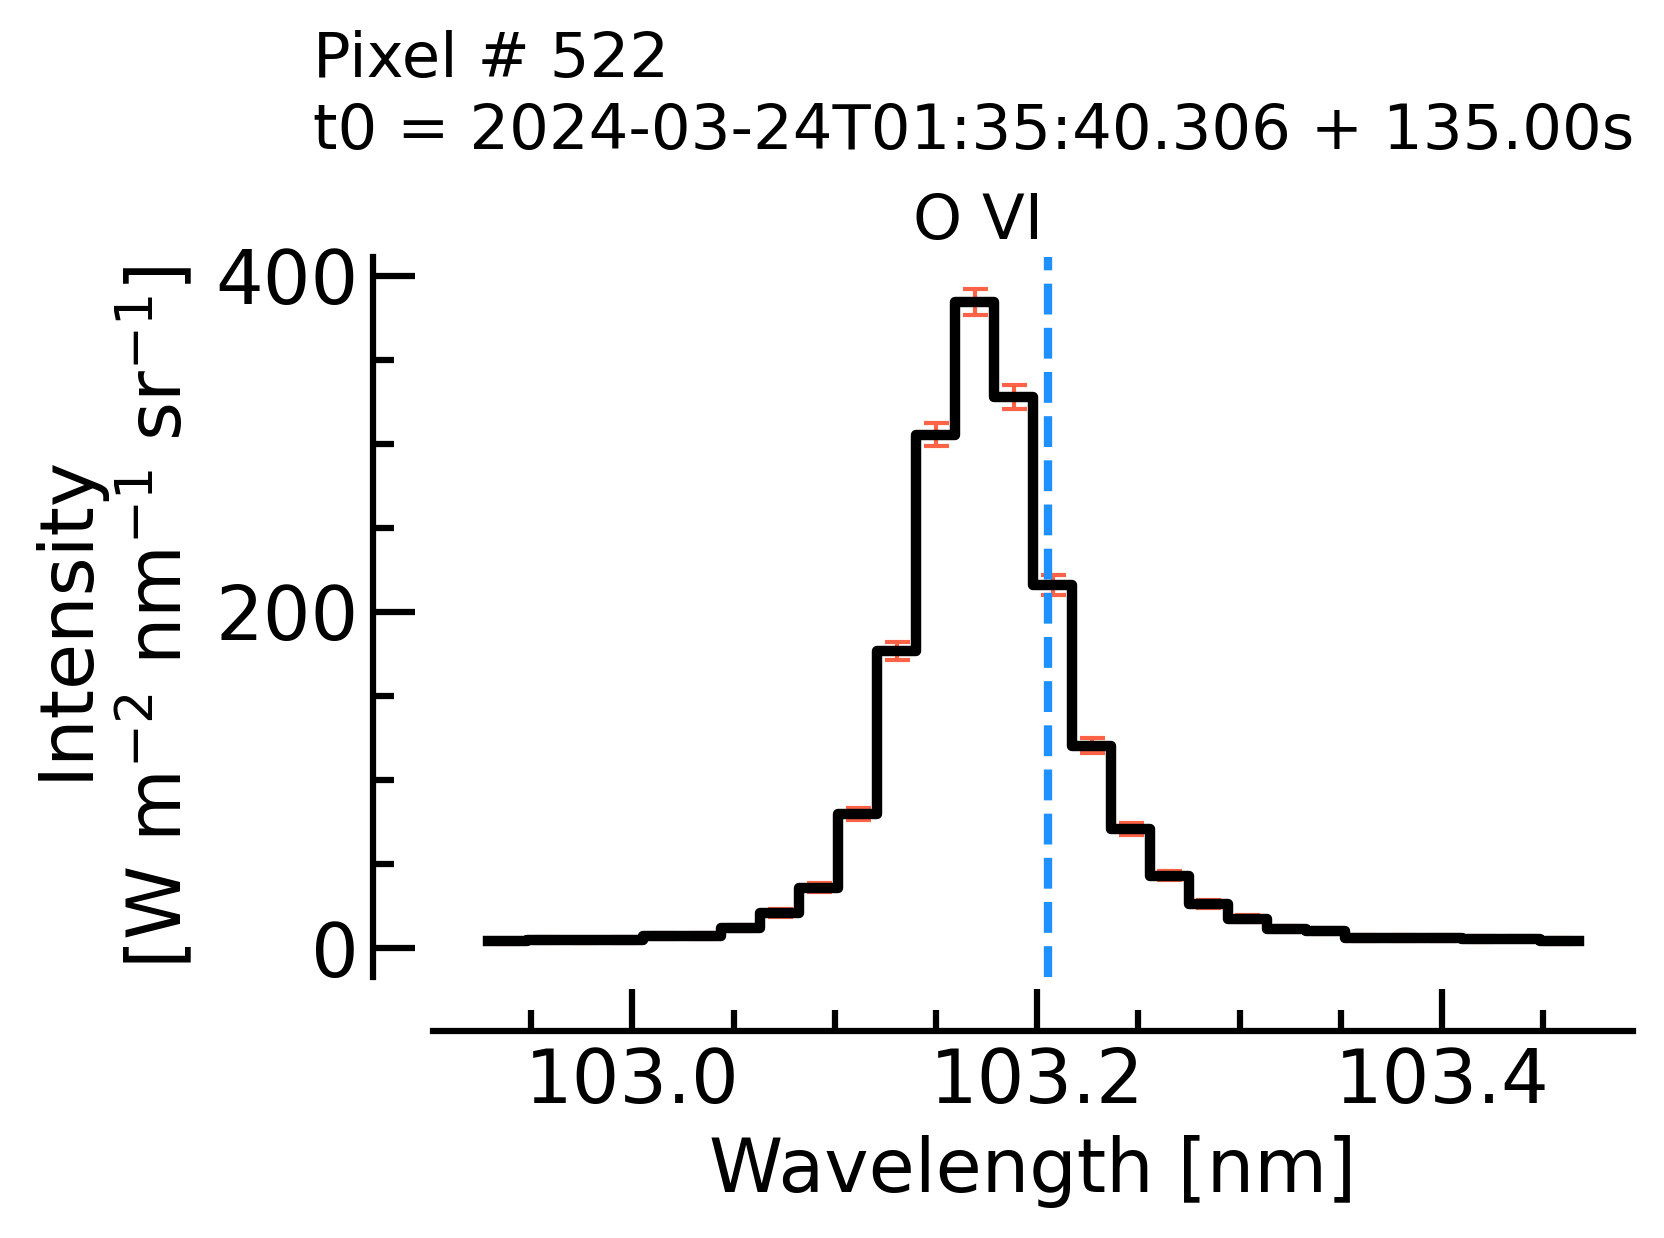 Pixel # 522
t0 = 2024-03-24T01:35:40.306 + 135.00s
O VI
Intensity
[W m⁻² nm⁻¹ sr⁻¹]
400
200
0
103.0 103.2 103.4
Wavelength [nm]